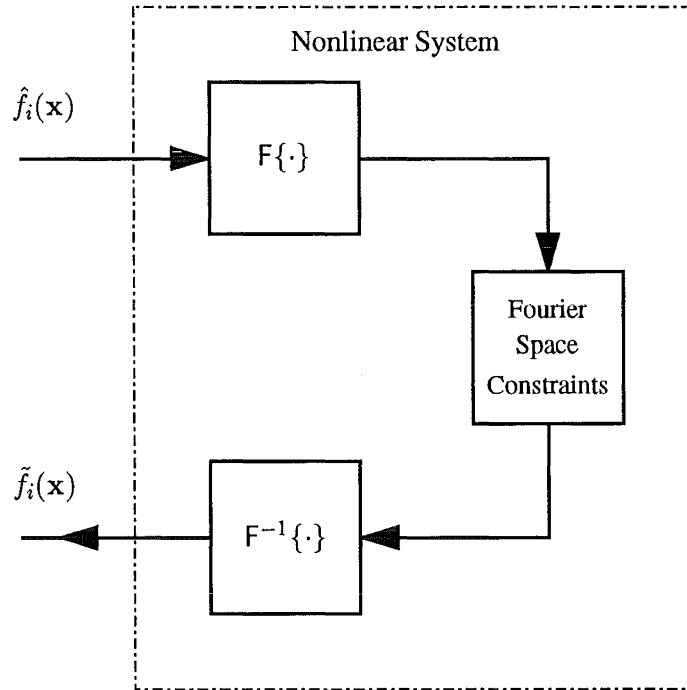 Nonlinear System
f̂ᵢ(x)
F{·}
Fourier
Space
Constraints
f̃ᵢ(x)
F⁻¹{·}